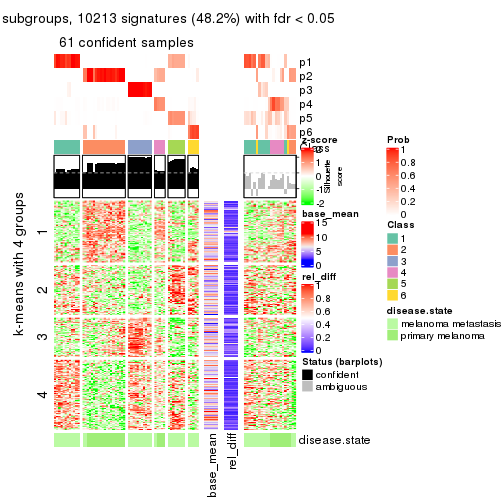 subgroups, 10213 signatures (48.2%) with fdr < 0.05
61 confident samples
p1
p2
p3
p4
p5
p6
Class
Silhouette
score
k-means with 4 groups
1
2
3
4
base_mean
rel_diff
disease.state
z-score
2
1
0
-1
-2
base_mean
15
10
5
0
rel_diff
1
0.8
0.6
0.4
0.2
0
Status (barplots)
confident
ambiguous
Prob
1
0.8
0.6
0.4
0.2
0
Class
1
2
3
4
5
6
disease.state
melanoma metastasis
primary melanoma